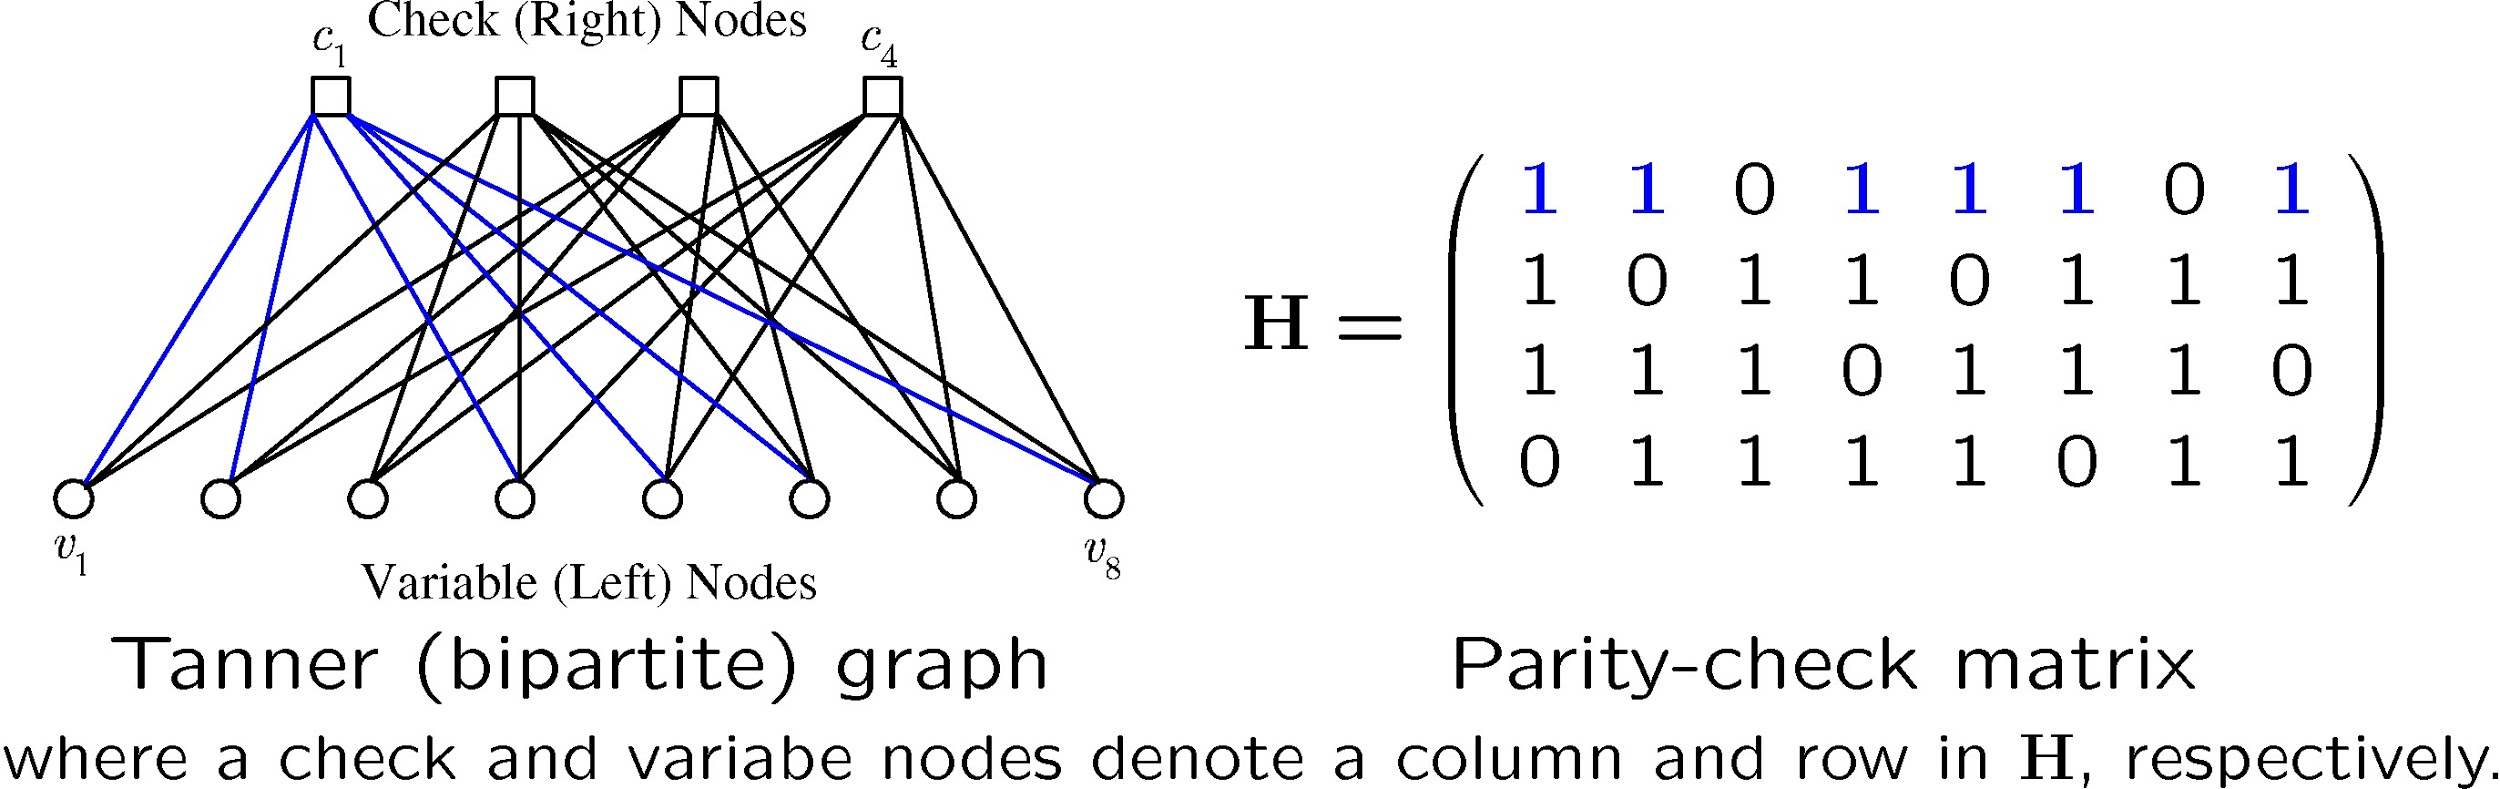 Check (Right) Nodes
c1 c4
H = ( 1 1 0 1 1 1 0 1
1 0 1 1 0 1 1 1
1 1 1 0 1 1 1 0
0 1 1 1 1 0 1 1 )
v1 v8
Variable (Left) Nodes
Tanner (bipartite) graph
Parity-check matrix
where a check and variabe nodes denote a column and row in H, respectively.